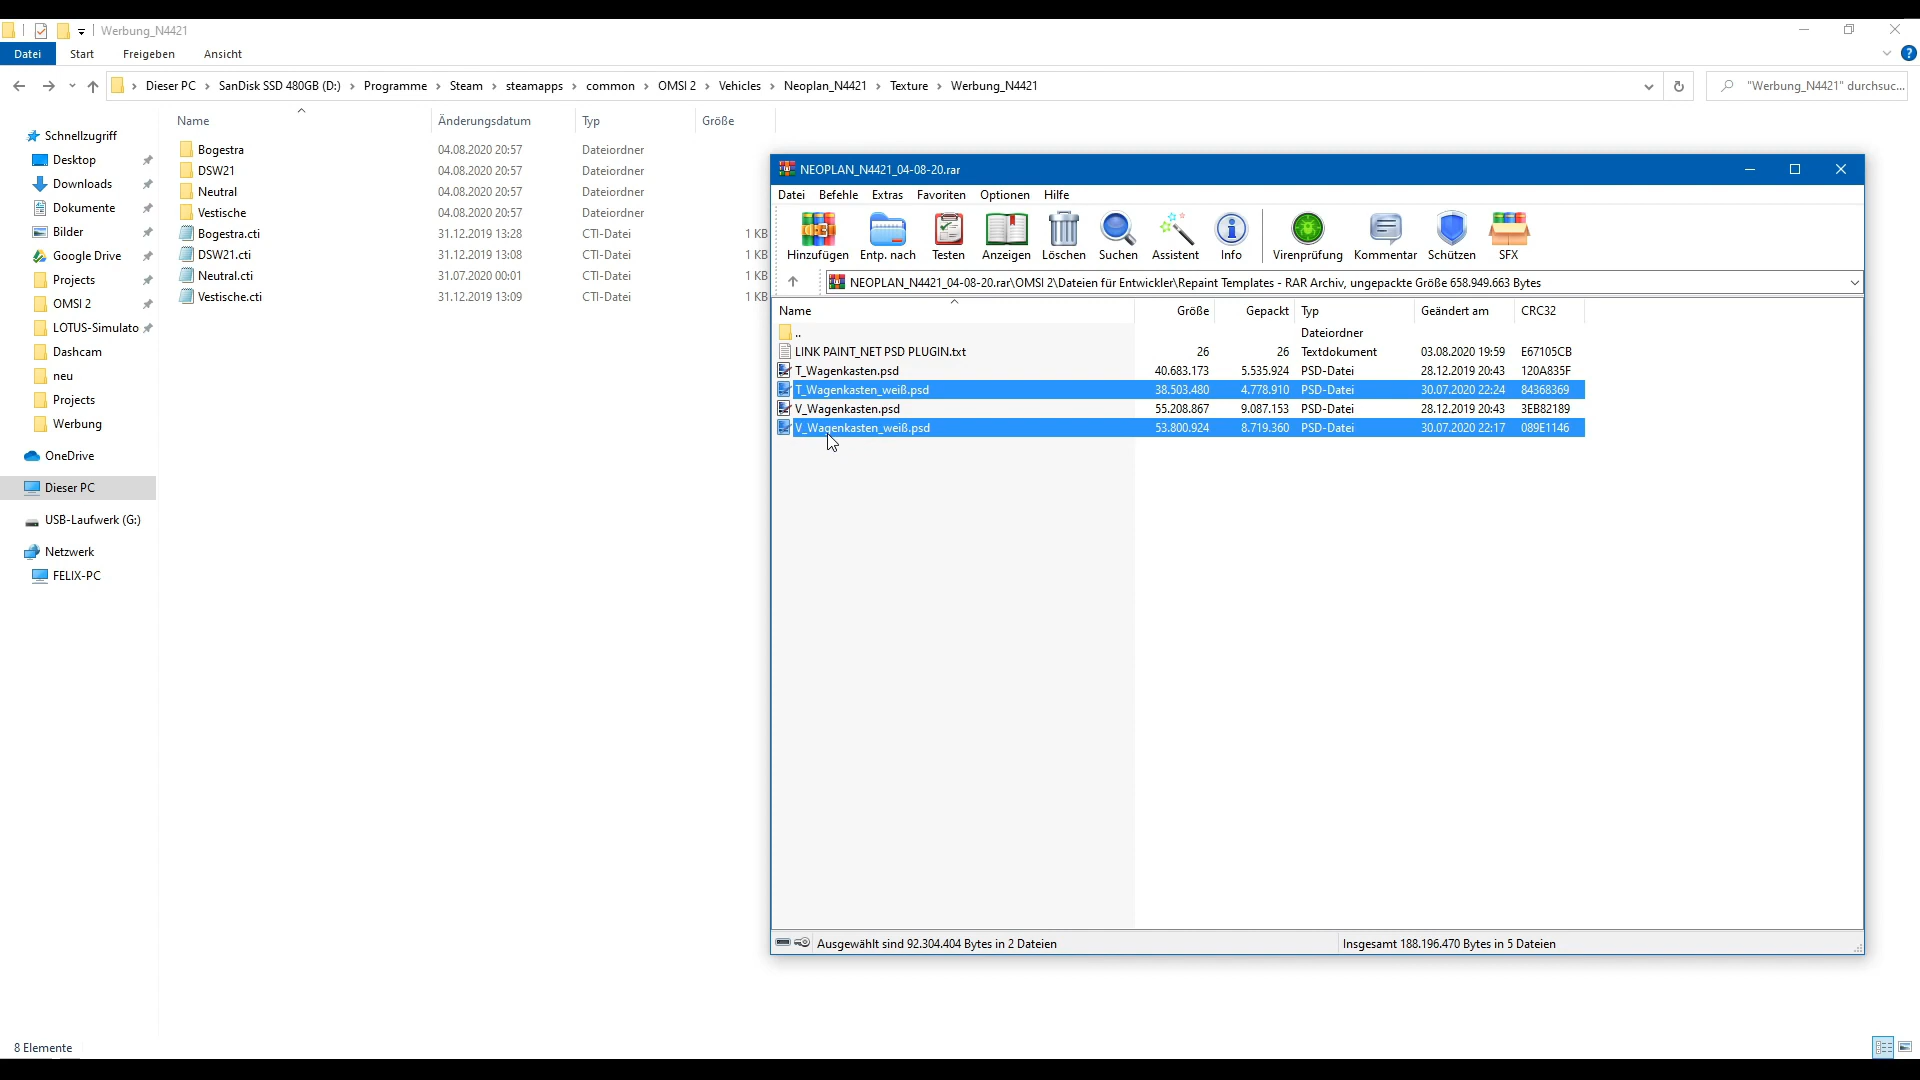 Werbung_N4421
Datei Start Freigeben Ansicht
Dieser PC SanDisk SSD 480GB (D:) Programme Steam steamapps common OMSI 2 Vehicles Neoplan_N4421 Texture Werbung_N4421
"Werbung_N4421" durchsuc...
Schnellzugriff
Desktop
Downloads
Dokumente
Bilder
Google Drive
Projects
OMSI 2
LOTUS-Simulato
Dashcam
neu
Projects
Werbung
OneDrive
Dieser PC
USB-Laufwerk (G:)
Netzwerk
FELIX-PC
Name Änderungsdatum Typ Größe
Bogestra 04.08.2020 20:57 Dateiordner
DSW21 04.08.2020 20:57 Dateiordner
Neutral 04.08.2020 20:57 Dateiordner
Vestische 04.08.2020 20:57 Dateiordner
Bogestra.cti 31.12.2019 13:28 CTI-Datei 1 KB
DSW21.cti 31.12.2019 13:08 CTI-Datei 1 KB
Neutral.cti 31.07.2020 00:01 CTI-Datei 1 KB
Vestische.cti 31.12.2019 13:09 CTI-Datei 1 KB
NEOPLAN_N4421_04-08-20.rar
Datei Befehle Extras Favoriten Optionen Hilfe
Hinzufügen Entp. nach Testen Anzeigen Löschen Suchen Assistent Info Virenprüfung Kommentar Schützen SFX
NEOPLAN_N4421_04-08-20.rar\OMSI 2\Dateien für Entwickler\Repaint Templates - RAR Archiv, ungepackte Größe 658.949.663 Bytes
Name Größe Gepackt Typ Geändert am CRC32
.. Dateiordner
LINK PAINT_NET PSD PLUGIN.txt 26 26 Textdokument 03.08.2020 19:59 E67105CB
T_Wagenkasten.psd 40.683.173 5.535.924 PSD-Datei 28.12.2019 20:43 120A835F
T_Wagenkasten_weiß.psd 38.503.480 4.778.910 PSD-Datei 30.07.2020 22:24 84368369
V_Wagenkasten.psd 55.208.867 9.087.153 PSD-Datei 28.12.2019 20:43 3EB82189
V_Wagenkasten_weiß.psd 53.800.924 8.719.360 PSD-Datei 30.07.2020 22:17 089E1146
Ausgewählt sind 92.304.404 Bytes in 2 Dateien
Insgesamt 188.196.470 Bytes in 5 Dateien
8 Elemente